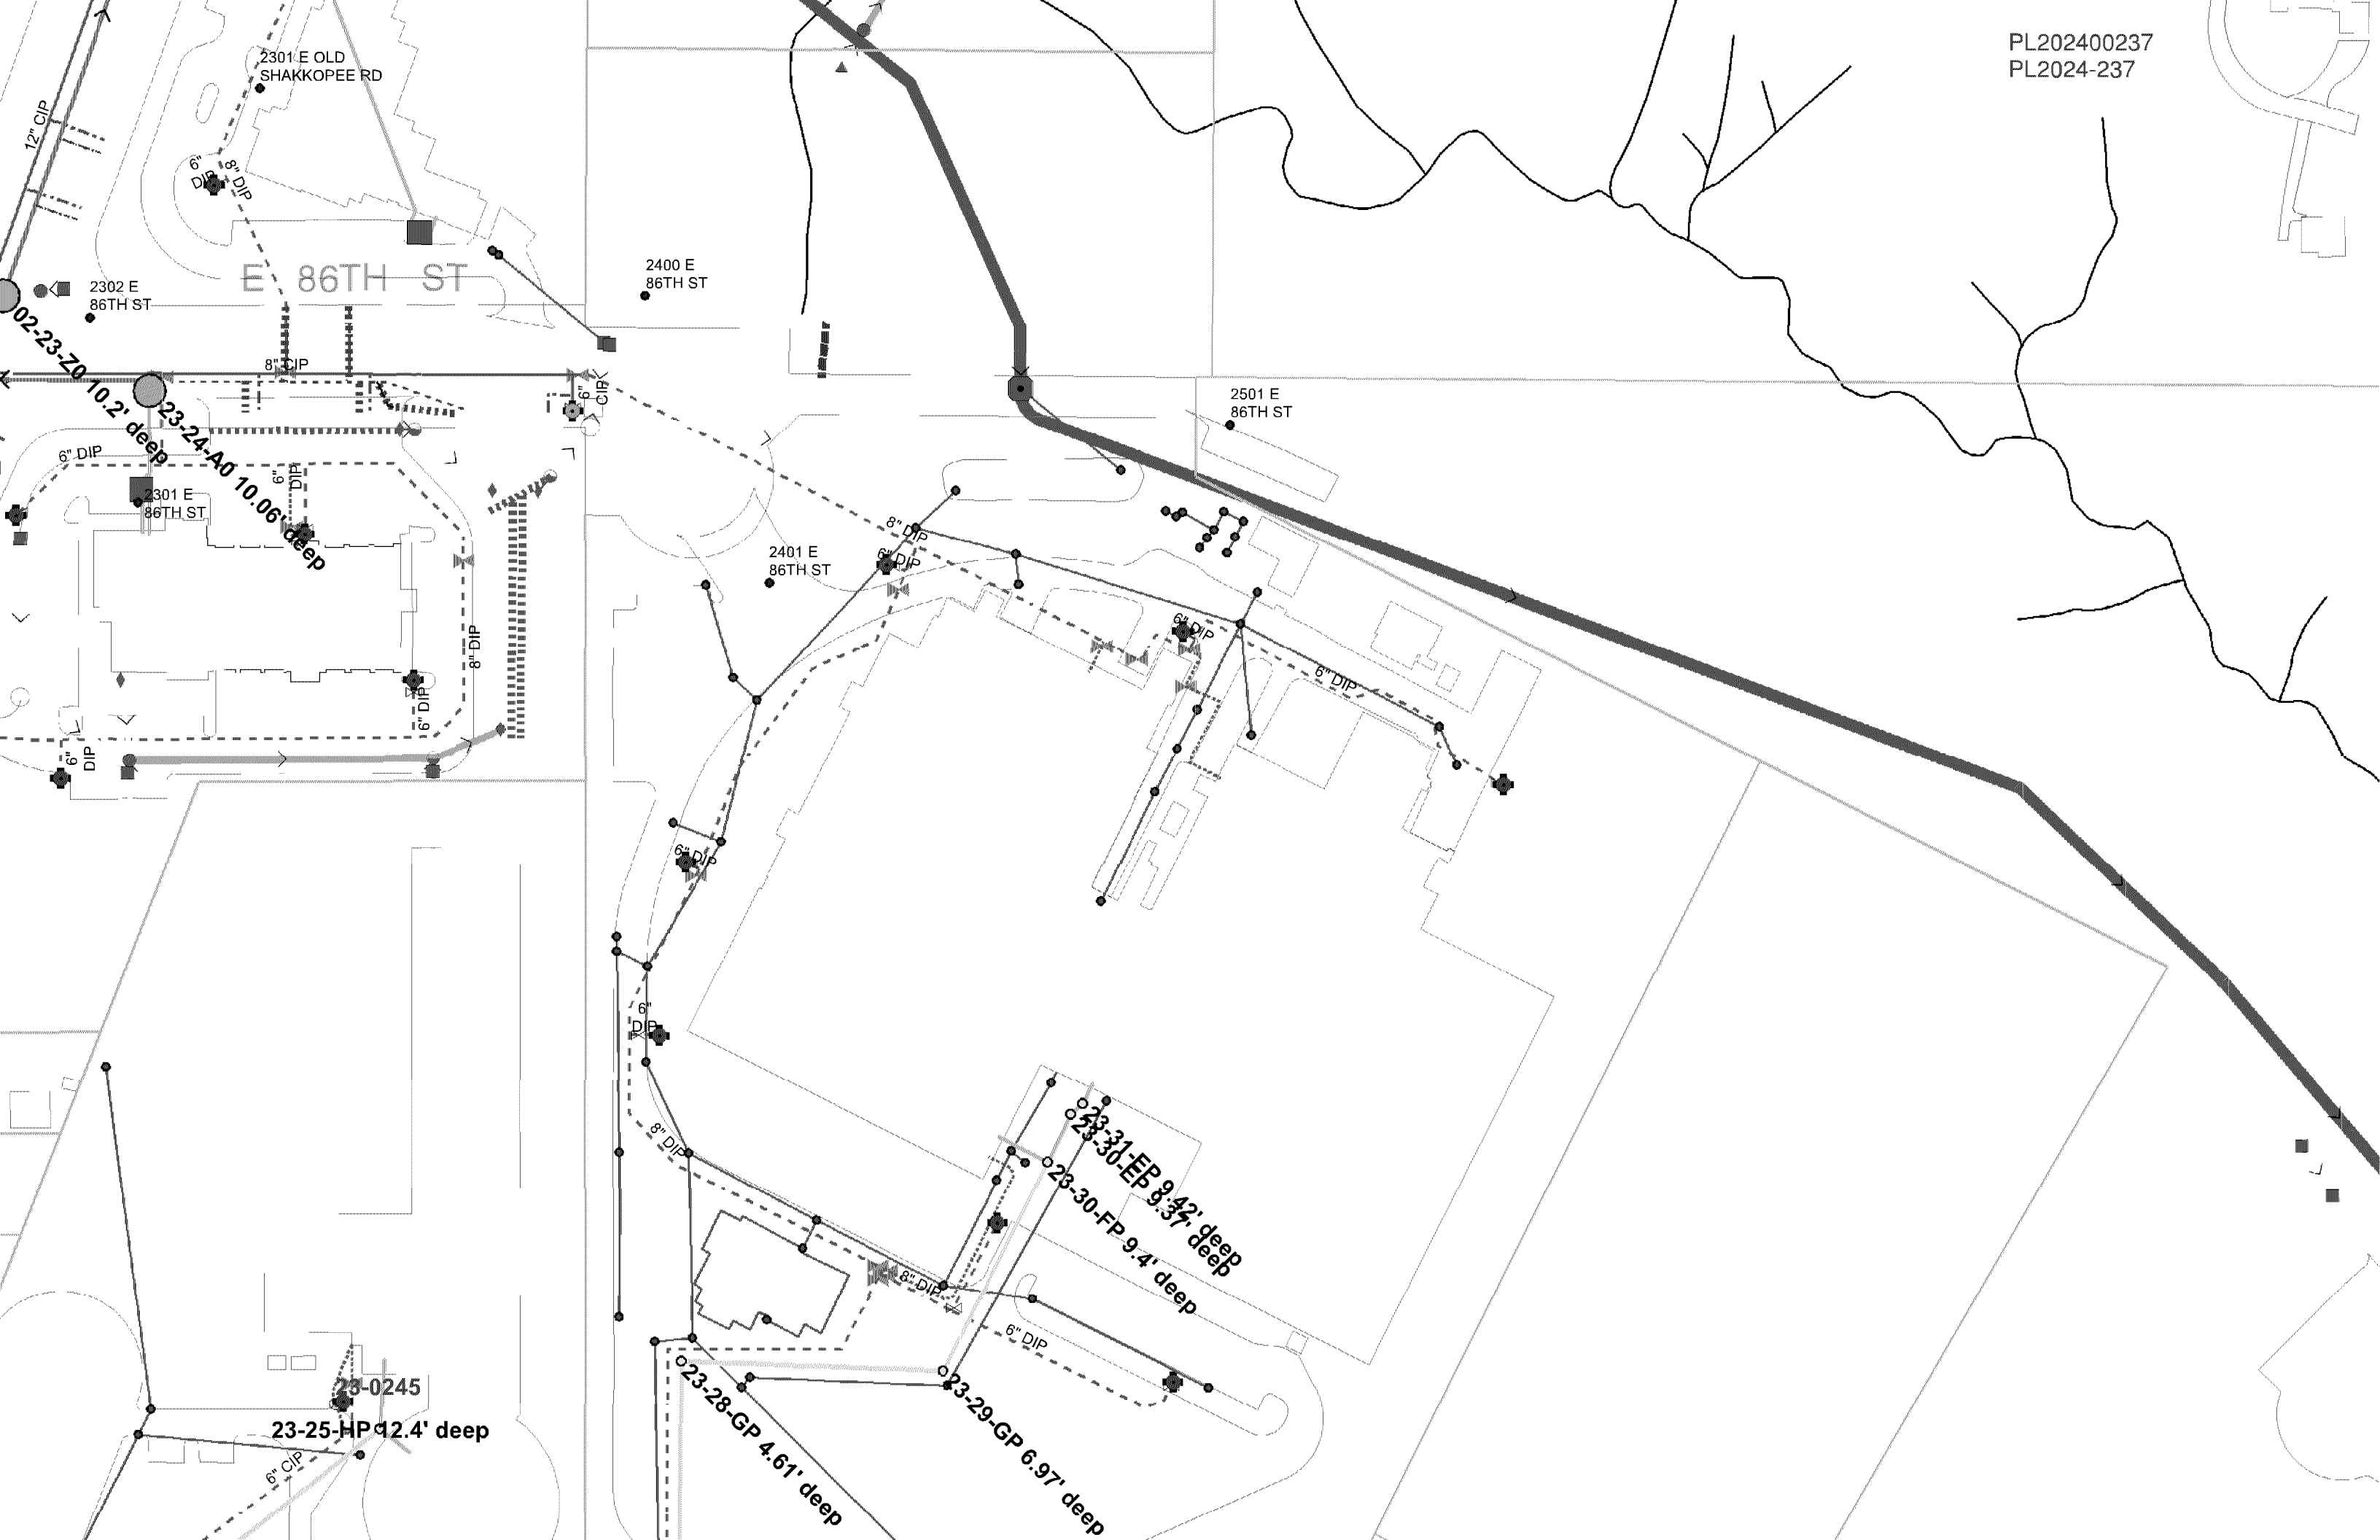 PL202400237
PL2024-237
2301 E OLD
SHAKKOPEE RD
12" CIP
6"
DIP
8" DIP
E 86TH ST
2400 E
86TH ST
2302 E
86TH ST
02-23-Z0 10.2' deep
8" CIP
6"
CIP
23-24-A0 10.06' deep
2501 E
86TH ST
6" DIP
6"
DIP
2301 E
86TH ST
8" DIP
6" DIP
2401 E
86TH ST
6" DIP
8" DIP
6" DIP
6" DIP
6"
DIP
6" DIP
6"
DIP
8" DIP
23-31-EP 9.42' deep
23-30-EP 9.37' deep
23-30-FP 9.4' deep
8" DIP
6" DIP
23-0245
23-25-HP 12.4' deep
6" CIP
23-28-GP 4.61' deep
23-29-GP 6.97' deep